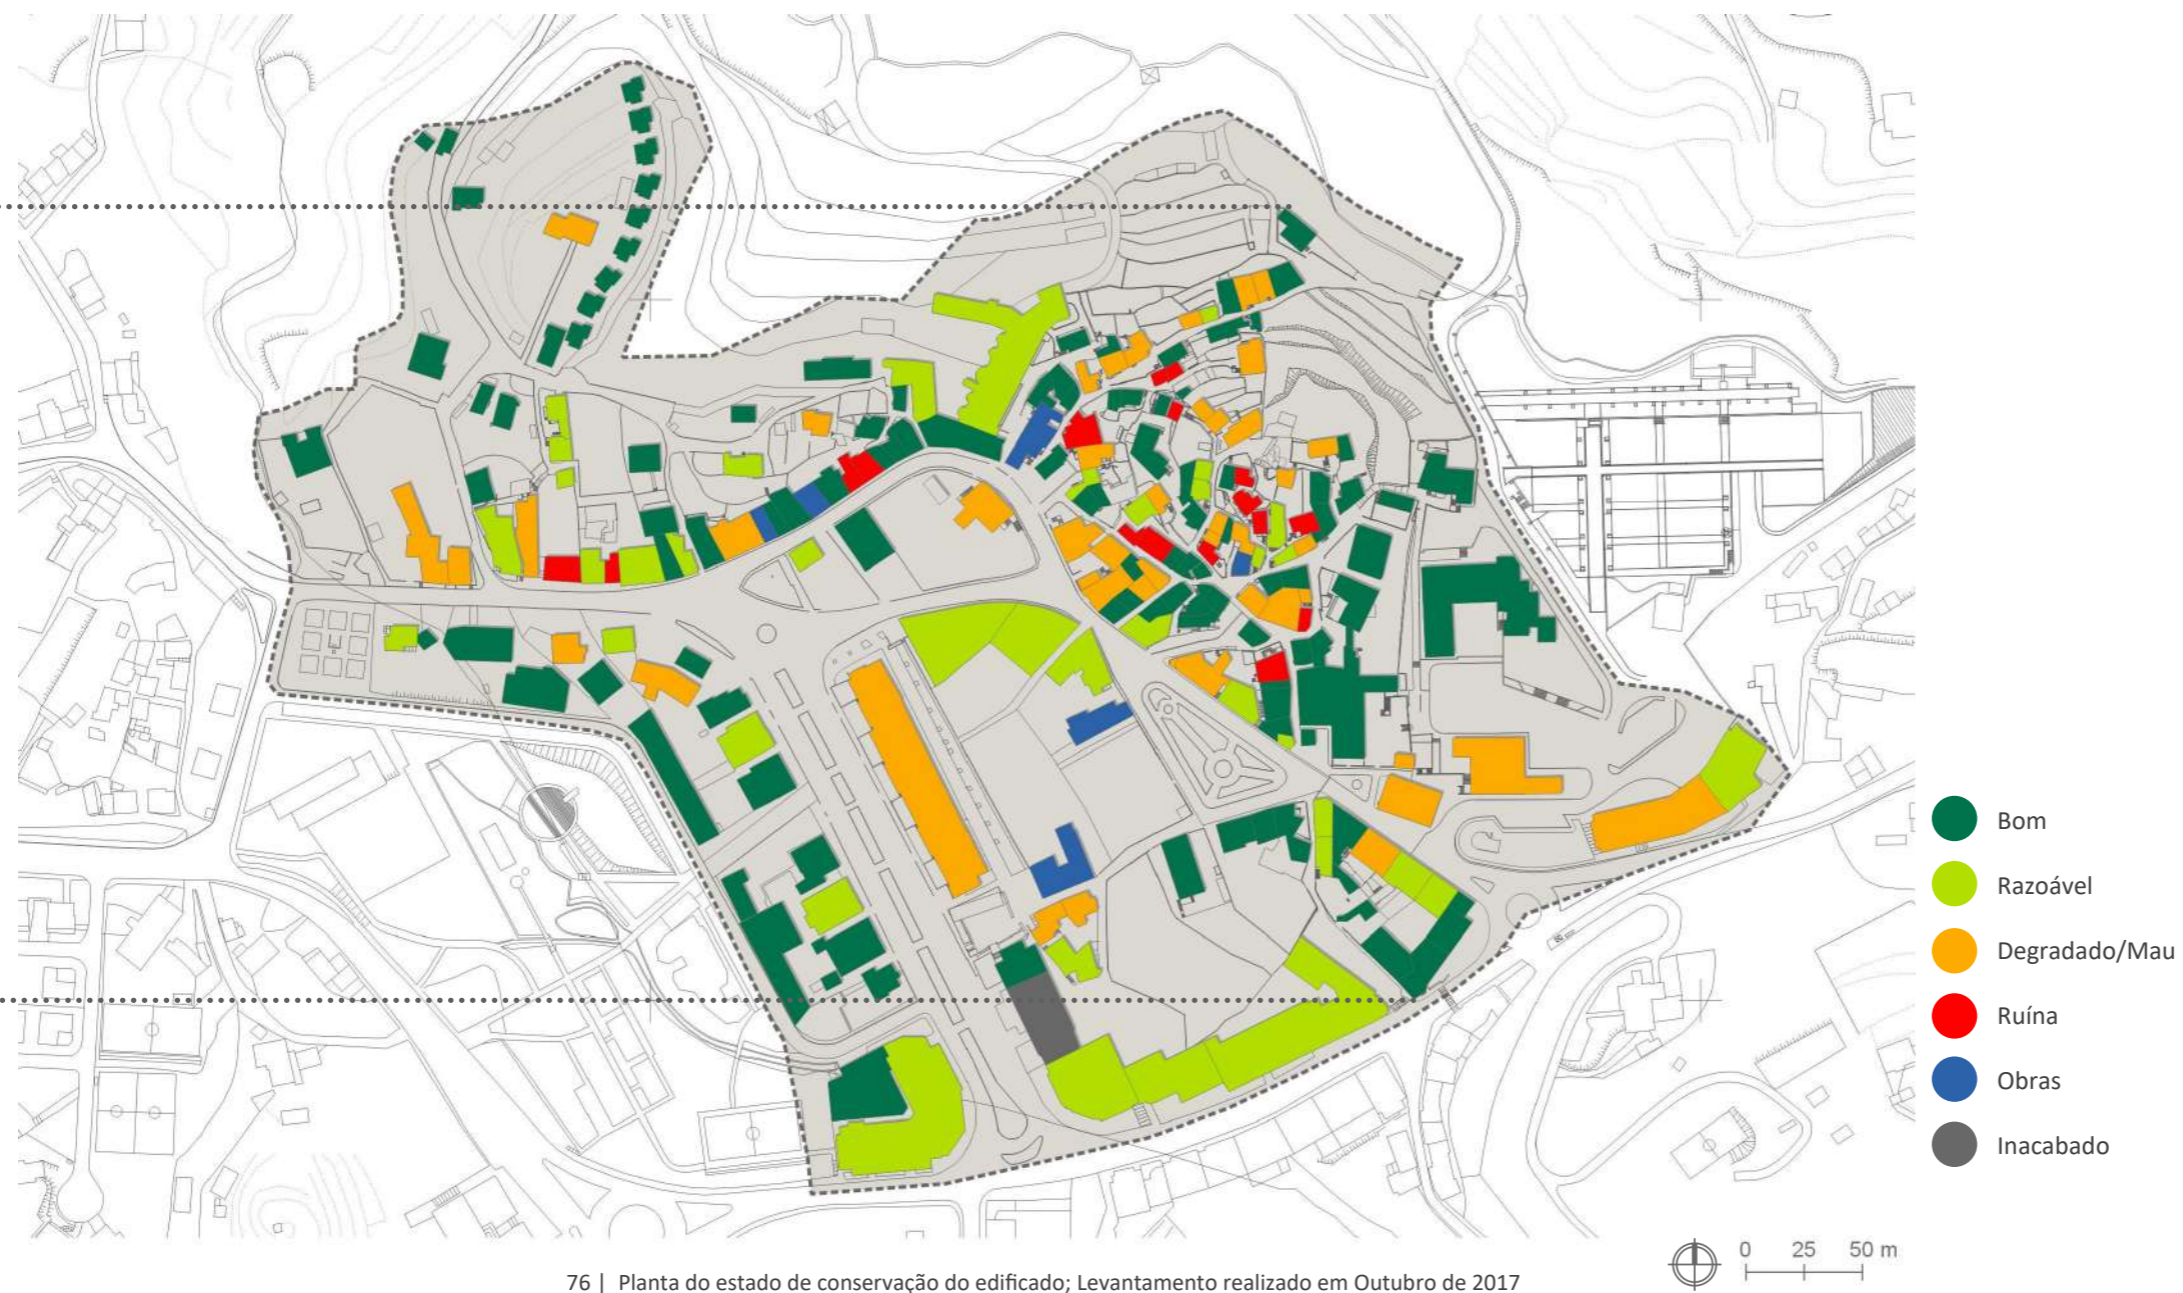 Bom
Razoável
Degradado/Mau
Ruína
Obras
Inacabado
0 25 50 m
76 | Planta do estado de conservação do edificado; Levantamento realizado em Outubro de 2017